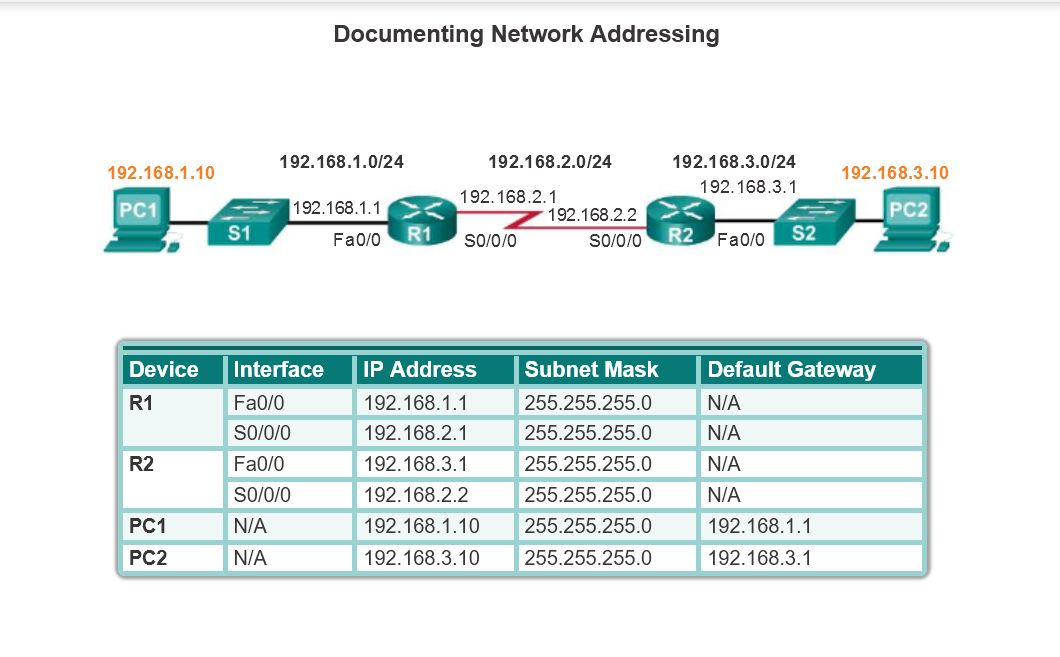 Documenting Network Addressing
192.168.1.10
192.168.1.0/24
192.168.2.0/24
192.168.3.0/24
192.168.3.10
PC1
S1
192.168.1.1
Fa0/0
R1
192.168.2.1
S0/0/0
192.168.2.2
S0/0/0
R2
192.168.3.1
Fa0/0
S2
PC2
Device Interface IP Address Subnet Mask Default Gateway
R1 Fa0/0 192.168.1.1 255.255.255.0 N/A
S0/0/0 192.168.2.1 255.255.255.0 N/A
R2 Fa0/0 192.168.3.1 255.255.255.0 N/A
S0/0/0 192.168.2.2 255.255.255.0 N/A
PC1 N/A 192.168.1.10 255.255.255.0 192.168.1.1
PC2 N/A 192.168.3.10 255.255.255.0 192.168.3.1